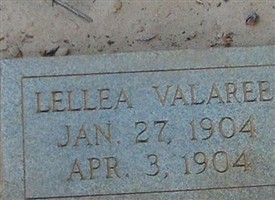 LELLEA VALAREE
JAN. 27, 1904
APR. 3, 1904